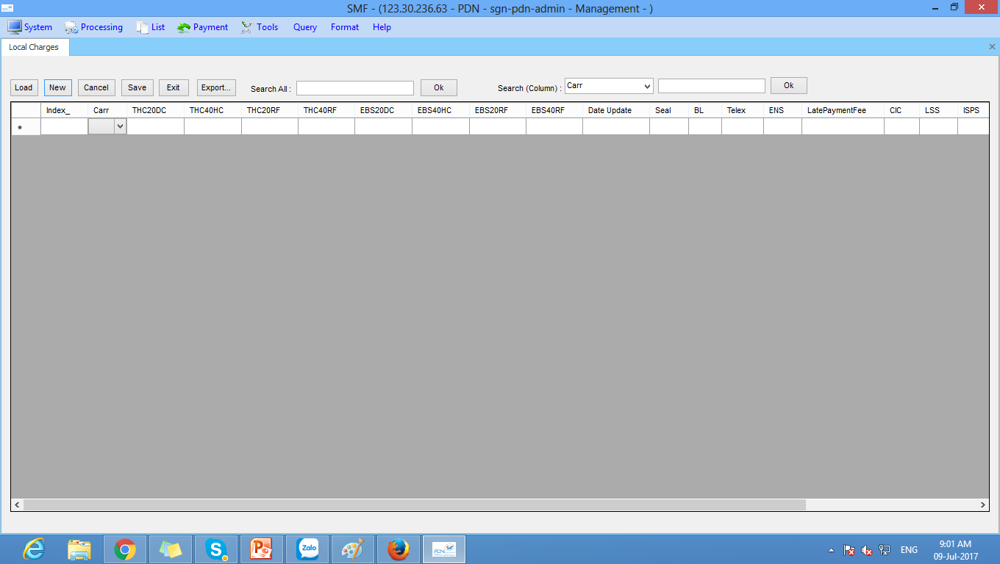 SMF - (123.30.236.63 - PDN - sgn-pdn-admin - Management - )
System Processing List Payment Tools Query Format Help
Local Charges
Load New Cancel Save Exit Export... Search All : Ok Search (Column) : Carr Ok
Index_ Carr THC20DC THC40HC THC20RF THC40RF EBS20DC EBS40HC EBS20RF EBS40RF Date Update Seal BL Telex ENS LatePaymentFee CIC LSS ISPS
*
Zalo
PDN
ENG
9:01 AM
09-Jul-2017